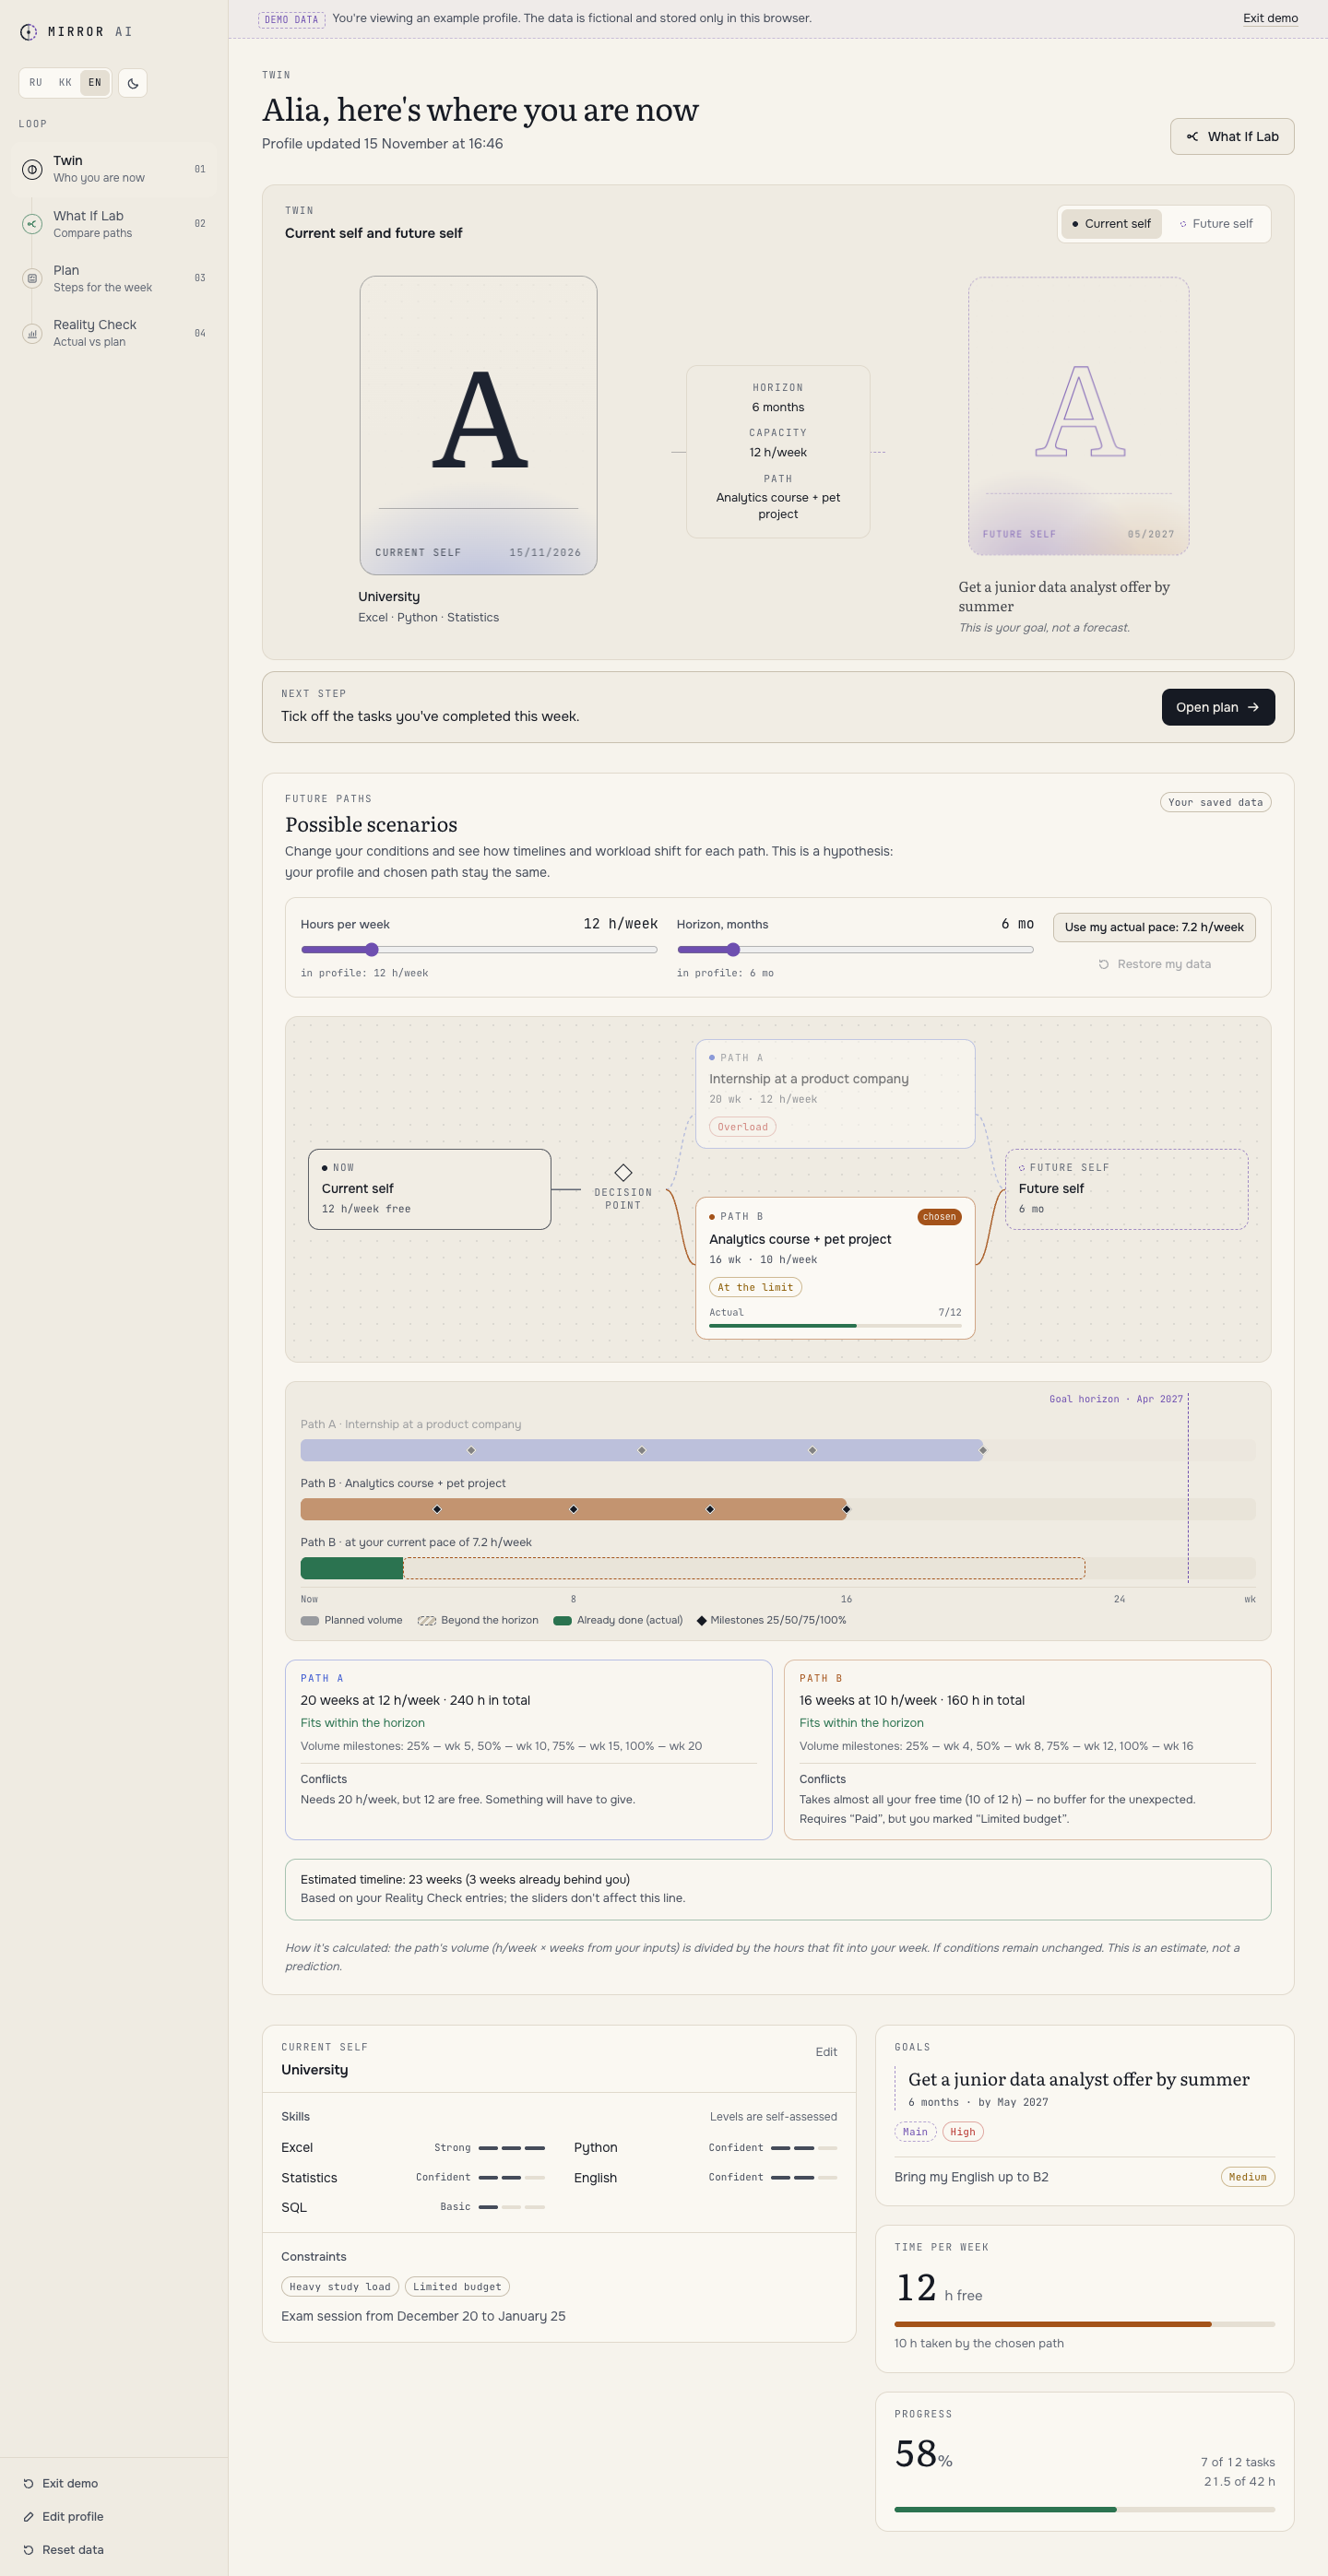 MIRROR AI
RU KK EN
LOOP
Twin
Who you are now
01
What If Lab
Compare paths
02
Plan
Steps for the week
03
Reality Check
Actual vs plan
04
Exit demo
Edit profile
Reset data
DEMO DATA You're viewing an example profile. The data is fictional and stored only in this browser.
Exit demo
TWIN
Alia, here's where you are now
Profile updated 15 November at 16:46
What If Lab
TWIN
Current self and future self
Current self
Future self
A
CURRENT SELF 15/11/2026
University
Excel · Python · Statistics
HORIZON
6 months
CAPACITY
12 h/week
PATH
Analytics course + pet
project
A
FUTURE SELF 05/2027
Get a junior data analyst offer by
summer
This is your goal, not a forecast.
NEXT STEP
Tick off the tasks you've completed this week.
Open plan
FUTURE PATHS
Your saved data
Possible scenarios
Change your conditions and see how timelines and workload shift for each path. This is a hypothesis:
your profile and chosen path stay the same.
Hours per week 12 h/week
in profile: 12 h/week
Horizon, months 6 mo
in profile: 6 mo
Use my actual pace: 7.2 h/week
Restore my data
NOW
Current self
12 h/week free
DECISION
POINT
PATH A
Internship at a product company
20 wk · 12 h/week
Overload
PATH B chosen
Analytics course + pet project
16 wk · 10 h/week
At the limit
Actual 7/12
FUTURE SELF
Future self
6 mo
Goal horizon · Apr 2027
Path A · Internship at a product company
Path B · Analytics course + pet project
Path B · at your current pace of 7.2 h/week
Now 8 16 24 wk
Planned volume Beyond the horizon Already done (actual) Milestones 25/50/75/100%
PATH A
20 weeks at 12 h/week · 240 h in total
Fits within the horizon
Volume milestones: 25% — wk 5, 50% — wk 10, 75% — wk 15, 100% — wk 20
Conflicts
Needs 20 h/week, but 12 are free. Something will have to give.
PATH B
16 weeks at 10 h/week · 160 h in total
Fits within the horizon
Volume milestones: 25% — wk 4, 50% — wk 8, 75% — wk 12, 100% — wk 16
Conflicts
Takes almost all your free time (10 of 12 h) — no buffer for the unexpected.
Requires “Paid”, but you marked “Limited budget”.
Estimated timeline: 23 weeks (3 weeks already behind you)
Based on your Reality Check entries; the sliders don't affect this line.
How it's calculated: the path's volume (h/week × weeks from your inputs) is divided by the hours that fit into your week. If conditions remain unchanged. This is an estimate, not a
prediction.
CURRENT SELF
University
Edit
Skills
Levels are self-assessed
Excel Strong
Python Confident
Statistics Confident
English Confident
SQL Basic
Constraints
Heavy study load Limited budget
Exam session from December 20 to January 25
GOALS
Get a junior data analyst offer by summer
6 months · by May 2027
Main High
Bring my English up to B2 Medium
TIME PER WEEK
12 h free
10 h taken by the chosen path
PROGRESS
58%
7 of 12 tasks
21.5 of 42 h